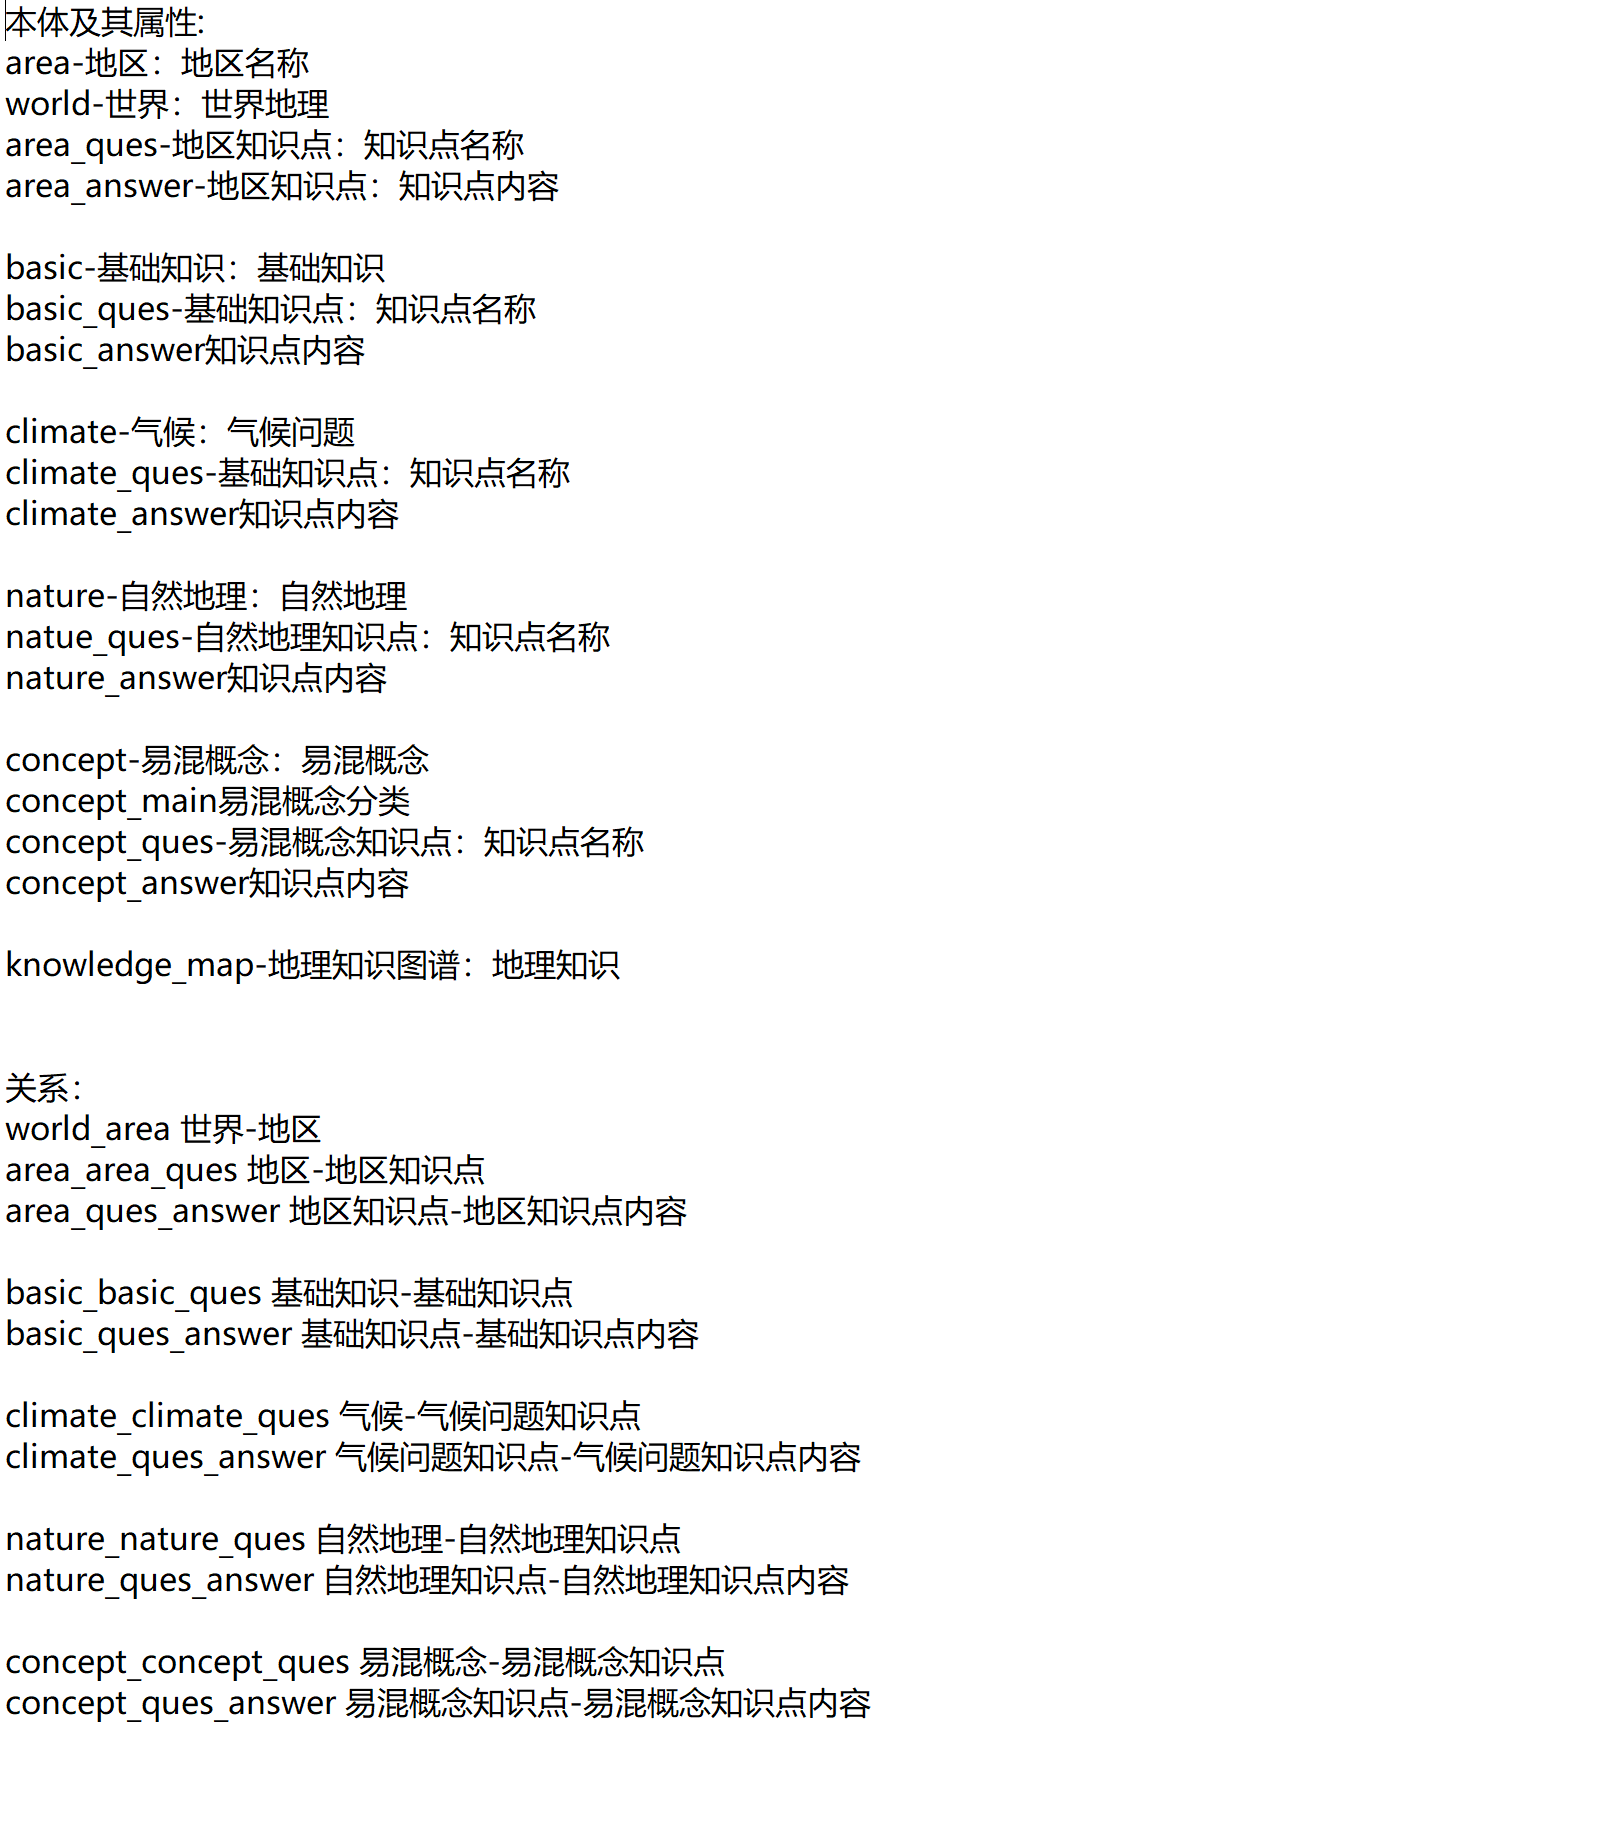 本体及其属性:
area-地区：地区名称
world-世界：世界地理
area_ques-地区知识点：知识点名称
area_answer-地区知识点：知识点内容
basic-基础知识：基础知识
basic_ques-基础知识点：知识点名称
basic_answer知识点内容
climate-气候：气候问题
climate_ques-基础知识点：知识点名称
climate_answer知识点内容
nature-自然地理：自然地理
natue_ques-自然地理知识点：知识点名称
nature_answer知识点内容
concept-易混概念：易混概念
concept_main易混概念分类
concept_ques-易混概念知识点：知识点名称
concept_answer知识点内容
knowledge_map-地理知识图谱：地理知识
关系：
world_area 世界-地区
area_area_ques 地区-地区知识点
area_ques_answer 地区知识点-地区知识点内容
basic_basic_ques 基础知识-基础知识点
basic_ques_answer 基础知识点-基础知识点内容
climate_climate_ques 气候-气候问题知识点
climate_ques_answer 气候问题知识点-气候问题知识点内容
nature_nature_ques 自然地理-自然地理知识点
nature_ques_answer 自然地理知识点-自然地理知识点内容
concept_concept_ques 易混概念-易混概念知识点
concept_ques_answer 易混概念知识点-易混概念知识点内容